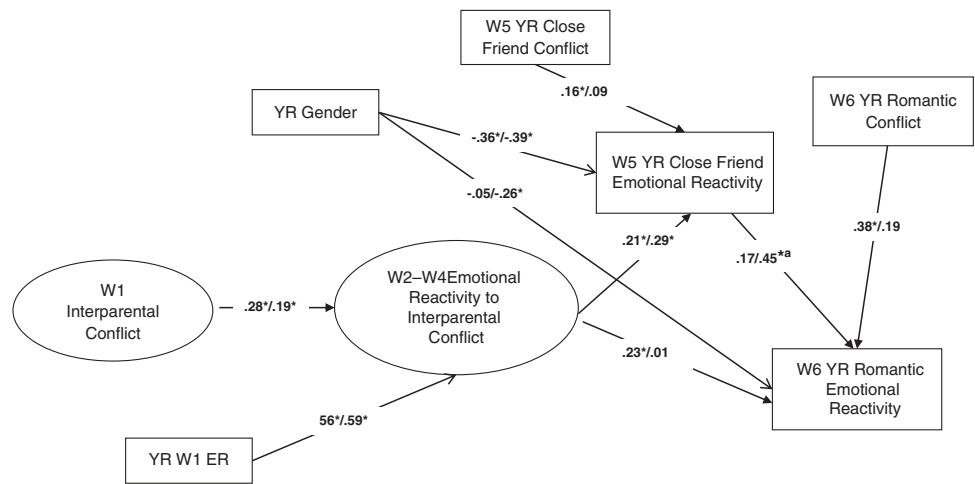 W5 YR Close
Friend Conflict
.16*/.09
YR Gender
W6 YR Romantic
Conflict
-.36*/-.39*
W5 YR Close Friend
Emotional Reactivity
-.05/-.26*
.38*/.19
.21*/.29*
.17/.45*a
W1
Interparental
Conflict
.28*/.19*
W2–W4Emotional
Reactivity to
Interparental
Conflict
.23*/.01
W6 YR Romantic
Emotional
Reactivity
56*/.59*
YR W1 ER